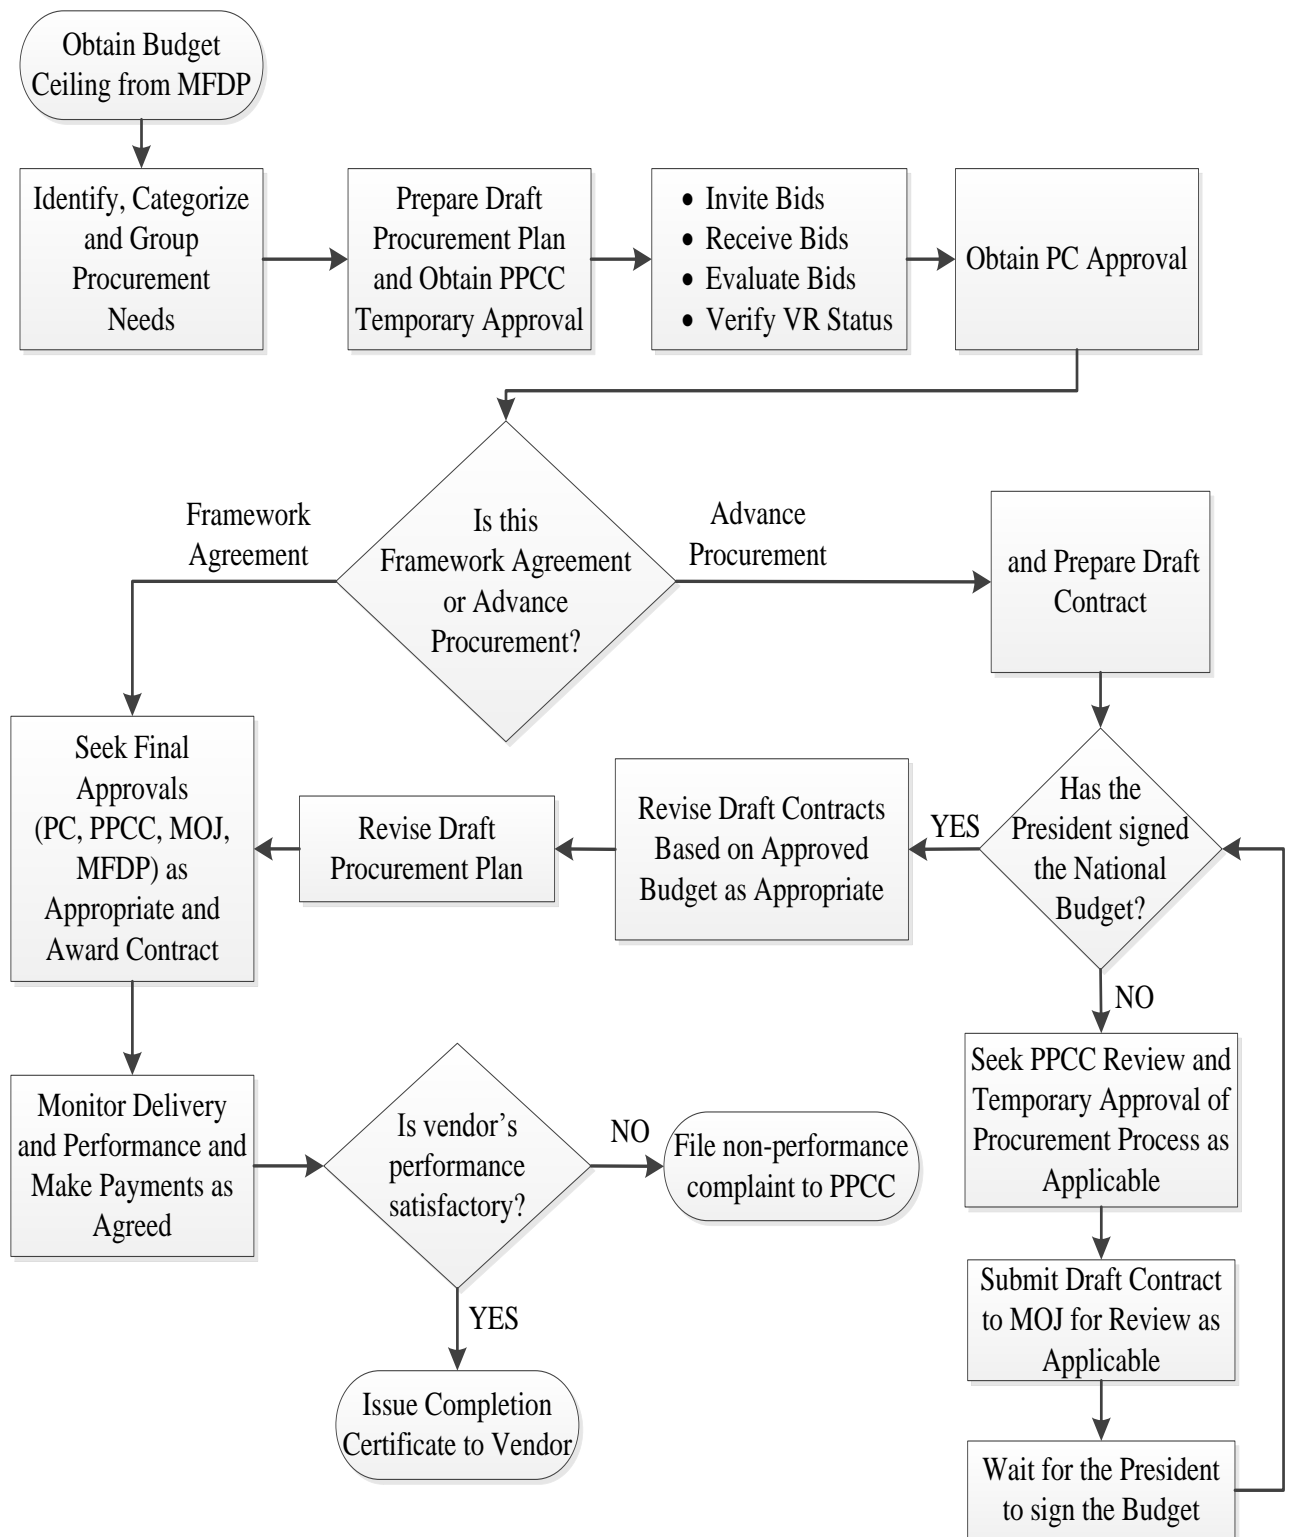 Obtain Budget
Ceiling from MFDP
Identify, Categorize
and Group
Procurement
Needs
Prepare Draft
Procurement Plan
and Obtain PPCC
Temporary Approval
• Invite Bids
• Receive Bids
• Evaluate Bids
• Verify VR Status
Obtain PC Approval
Is this
Framework Agreement
or Advance
Procurement?
Framework
Agreement
Advance
Procurement
and Prepare Draft
Contract
Has the
President signed
the National
Budget?
YES
Revise Draft Contracts
Based on Approved
Budget as Appropriate
Revise Draft
Procurement Plan
Seek Final
Approvals
(PC, PPCC, MOJ,
MFDP) as
Appropriate and
Award Contract
NO
Seek PPCC Review and
Temporary Approval of
Procurement Process as
Applicable
Submit Draft Contract
to MOJ for Review as
Applicable
Wait for the President
to sign the Budget
Monitor Delivery
and Performance and
Make Payments as
Agreed
Is vendor’s
performance
satisfactory?
NO
File non-performance
complaint to PPCC
YES
Issue Completion
Certificate to Vendor